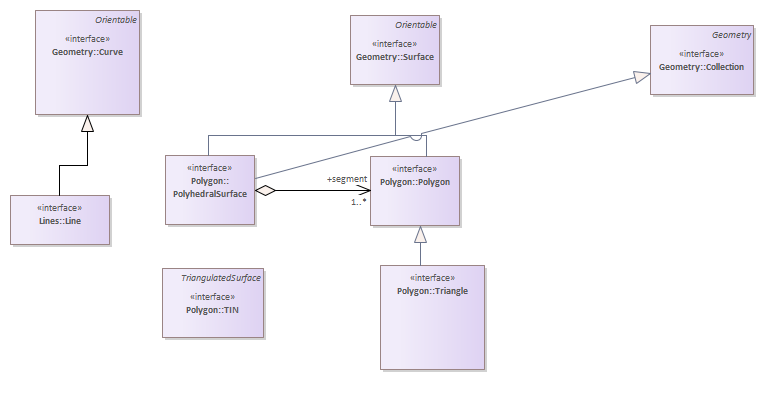 Orientable
«interface»
Geometry::Curve
Orientable
«interface»
Geometry::Surface
Geometry
«interface»
Geometry::Collection
«interface»
Polygon::
PolyhedralSurface
+segment
1..*
«interface»
Polygon::Polygon
«interface»
Lines::Line
TriangulatedSurface
«interface»
Polygon::TIN
«interface»
Polygon::Triangle